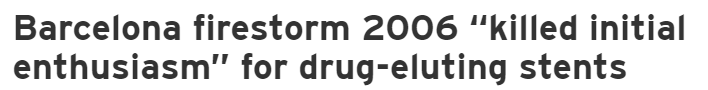 Barcelona firestorm 2006 “killed initial
enthusiasm” for drug-eluting stents